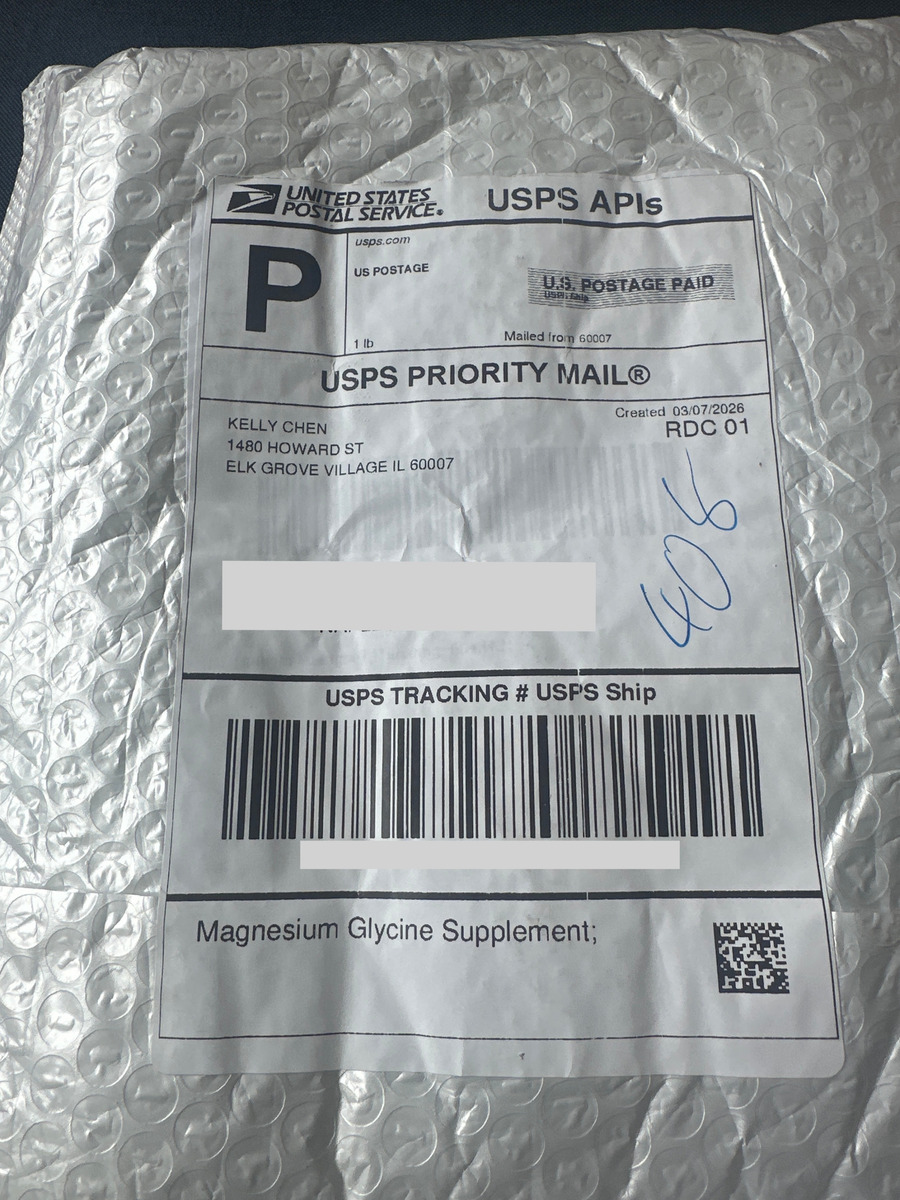 UNITED STATES
POSTAL SERVICE®
USPS APIs
P
usps.com
US POSTAGE
U.S. POSTAGE PAID
USPS Ship
1 lb
Mailed from 60007
USPS PRIORITY MAIL®
KELLY CHEN
1480 HOWARD ST
ELK GROVE VILLAGE IL 60007
Created 03/07/2026
RDC 01
408
USPS TRACKING # USPS Ship
Magnesium Glycine Supplement;